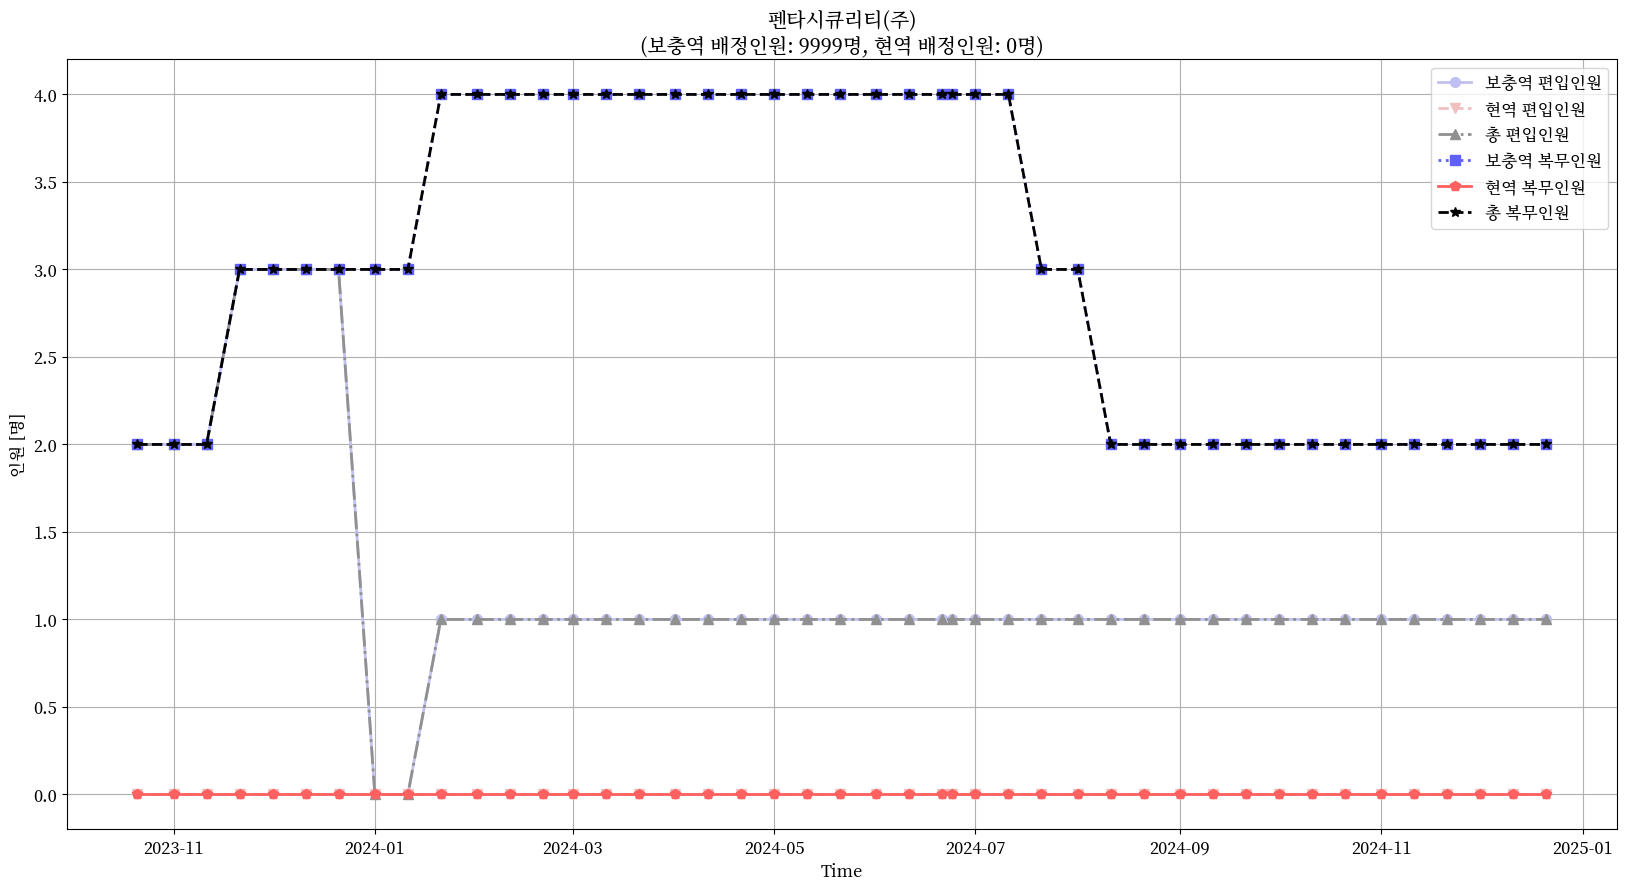 펜타시큐리티(주)
(보충역 배정인원: 9999명, 현역 배정인원: 0명)
보충역 편입인원
현역 편입인원
총 편입인원
보충역 복무인원
현역 복무인원
총 복무인원
인원 [명]
4.0
3.5
3.0
2.5
2.0
1.5
1.0
0.5
0.0
2023-11
2024-01
2024-03
2024-05
2024-07
2024-09
2024-11
2025-01
Time